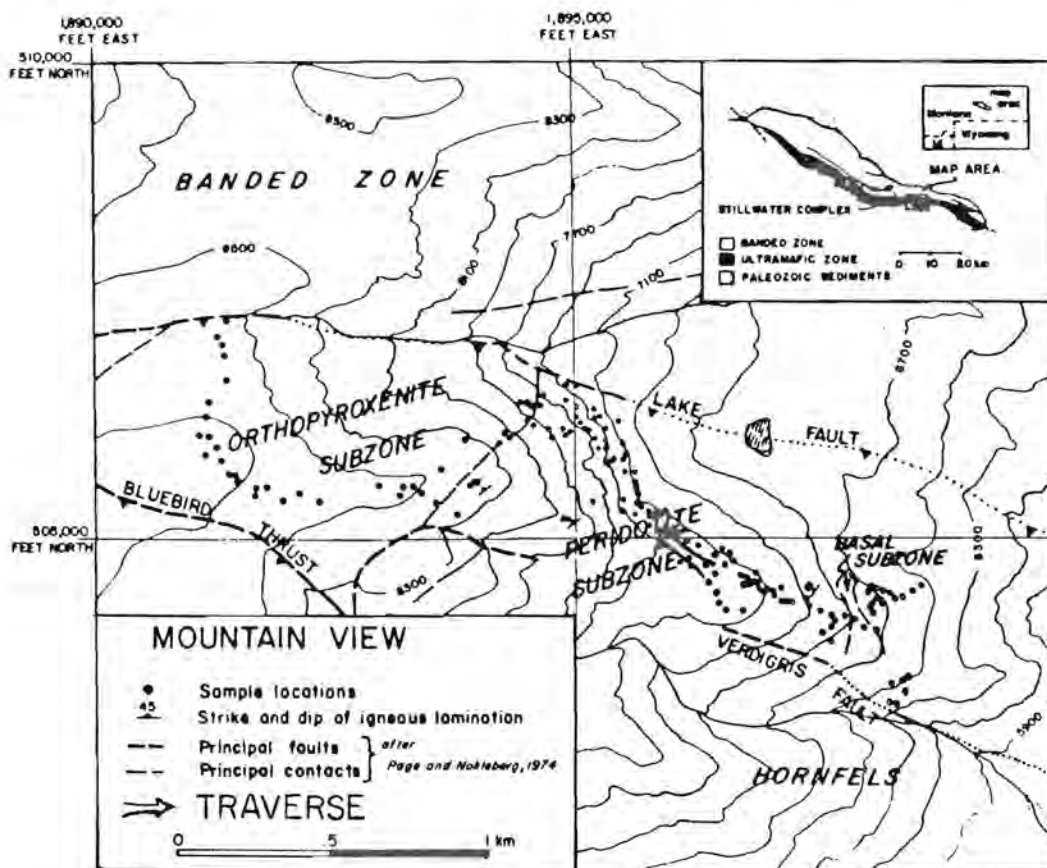 1,890,000
FEET EAST
1,895,000
FEET EAST
510,000
FEET NORTH
BANDED ZONE
8500
8300
8600
8100
7700
7100
map
area
Montana
Wyoming
MAP AREA
STILLWATER COMPLEX
BANDED ZONE
ULTRAMAFIC ZONE
PALEOZOIC SEDIMENTS
0 10 20 km
ORTHOPYROXENITE
SUBZONE
LAKE
FAULT
6700
BLUEBIRD
THRUST
FEET NORTH
8300
PERIDOTITE
SUBZONE
BASAL
SUBZONE
6300
VERDIGRIS
FAULT
5900
HORNFELS
MOUNTAIN VIEW
Sample locations
45
Strike and dip of igneous lamination
Principal faults
Principal contacts
after
Page and Nokleberg, 1974
TRAVERSE
0 .5 1 km